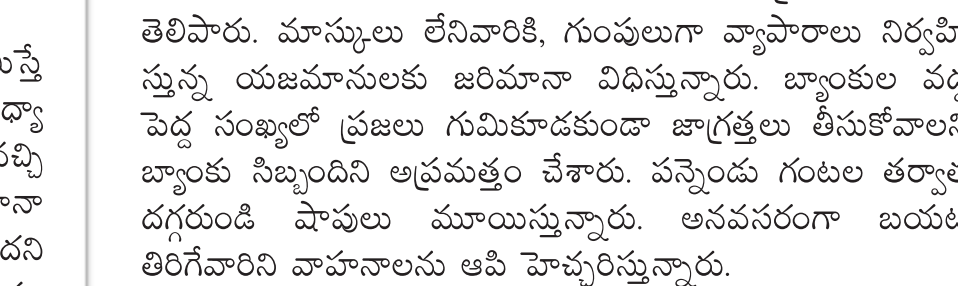 స్తే
ధ్యా
చ్చి
నా
దని
తెలిపారు. మాస్కులు లేనివారికి, గుంపులుగా వ్యాపారాలు నిర్వహి
స్తున్న యజమానులకు జరిమానా విధిస్తున్నారు. బ్యాంకుల వద్ద
పెద్ద సంఖ్యలో ప్రజలు గుమికూడకుండా జాగ్రత్తలు తీసుకోవాలని
బ్యాంకు సిబ్బందిని అప్రమత్తం చేశారు. పన్నెండు గంటల తర్వాత
దగ్గరుండి షాపులు మూయిస్తున్నారు. అనవసరంగా బయట
తిరిగేవారిని వాహనాలను ఆపి హెచ్చరిస్తున్నారు.